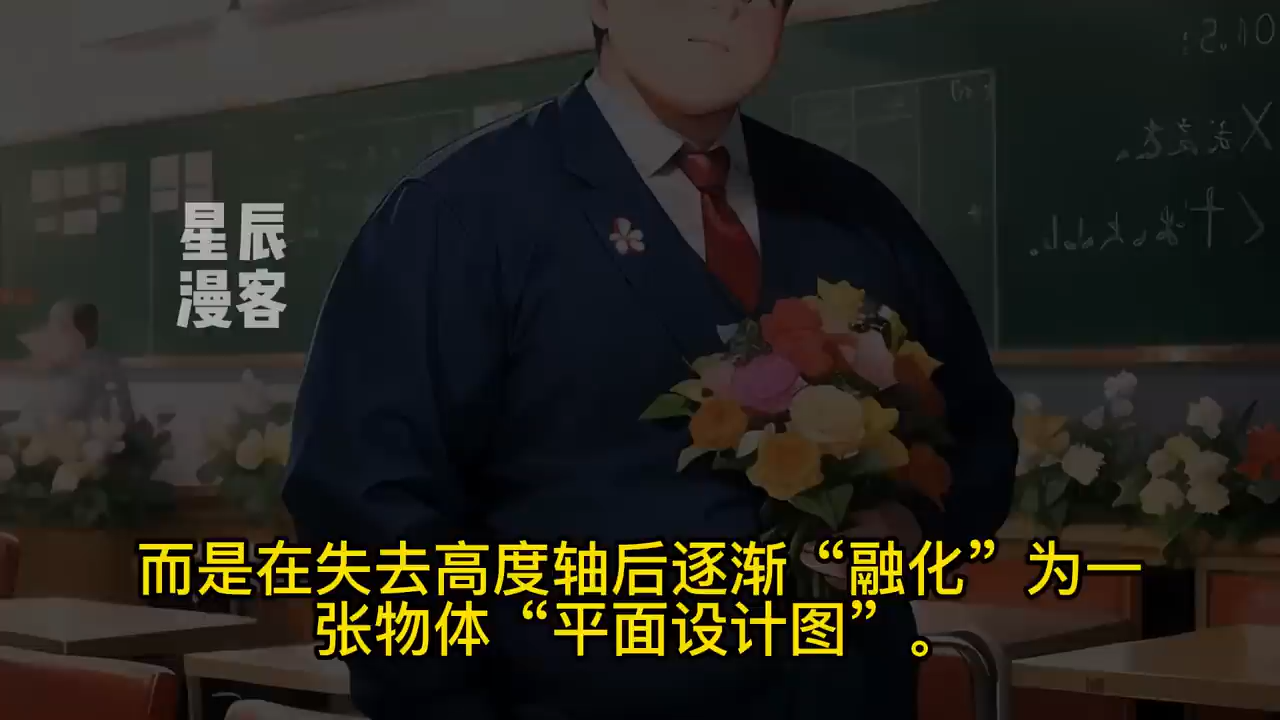 星辰
漫客
而是在失去高度轴后逐渐“融化”为一
张物体“平面设计图”。